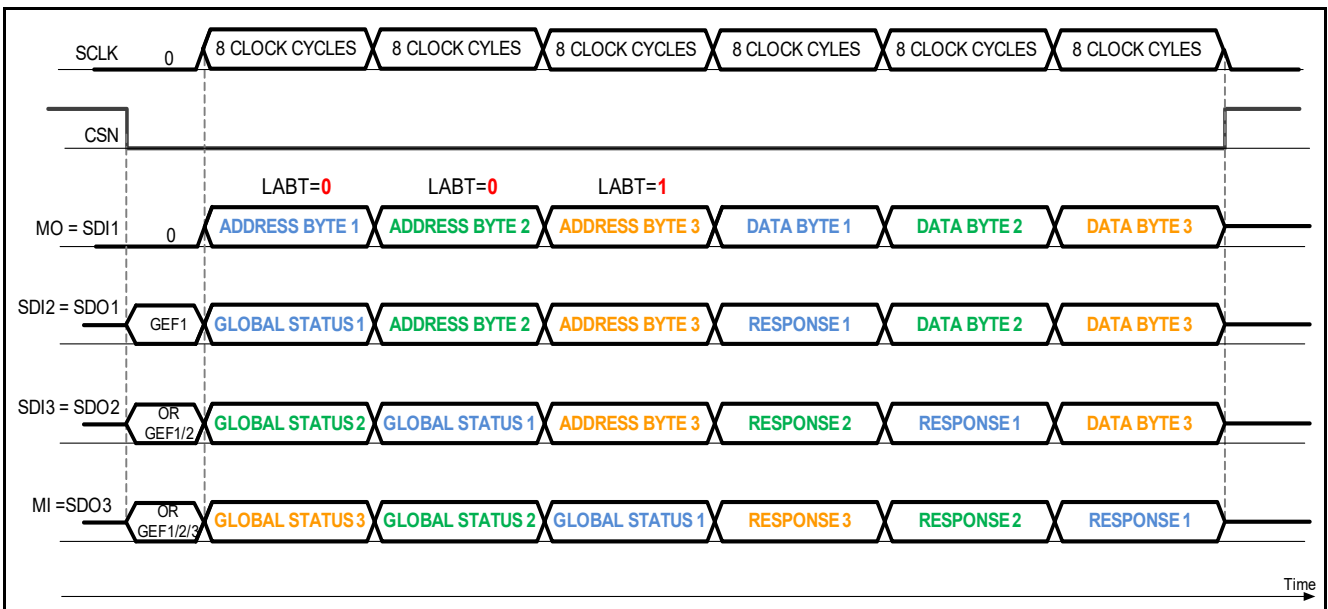 SCLK 0 8 CLOCK CYCLES 8 CLOCK CYLES 8 CLOCK CYCLES 8 CLOCK CYLES 8 CLOCK CYLES 8 CLOCK CYLES
CSN
LABT=0 LABT=0 LABT=1
MO = SDI1 0 ADDRESS BYTE 1 ADDRESS BYTE 2 ADDRESS BYTE 3 DATA BYTE 1 DATA BYTE 2 DATA BYTE 3
SDI2 = SDO1 GEF1 GLOBAL STATUS 1 ADDRESS BYTE 2 ADDRESS BYTE 3 RESPONSE 1 DATA BYTE 2 DATA BYTE 3
SDI3 = SDO2 OR GLOBAL STATUS 2 GLOBAL STATUS 1 ADDRESS BYTE 3 RESPONSE 2 RESPONSE 1 DATA BYTE 3
GEF1/2
MI =SDO3 OR GLOBAL STATUS 3 GLOBAL STATUS 2 GLOBAL STATUS 1 RESPONSE 3 RESPONSE 2 RESPONSE 1
GEF1/2/3
Time